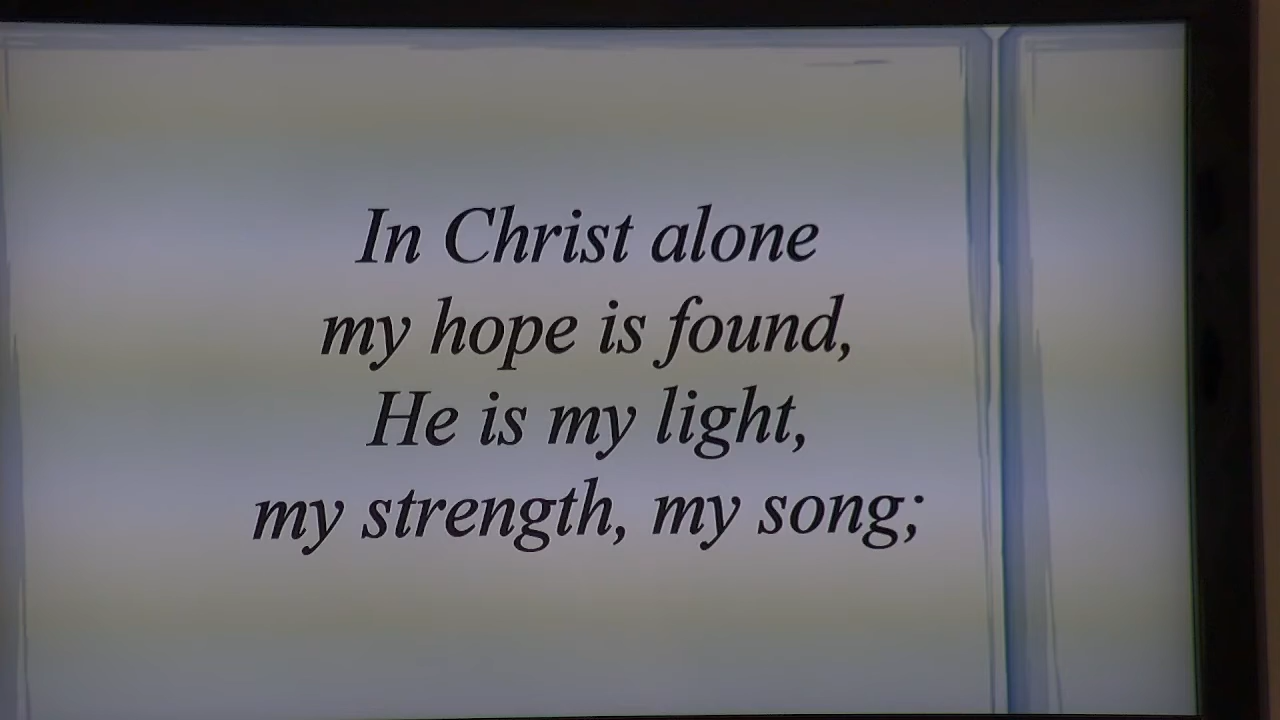 In Christ alone
my hope is found,
He is my light,
my strength, my song;